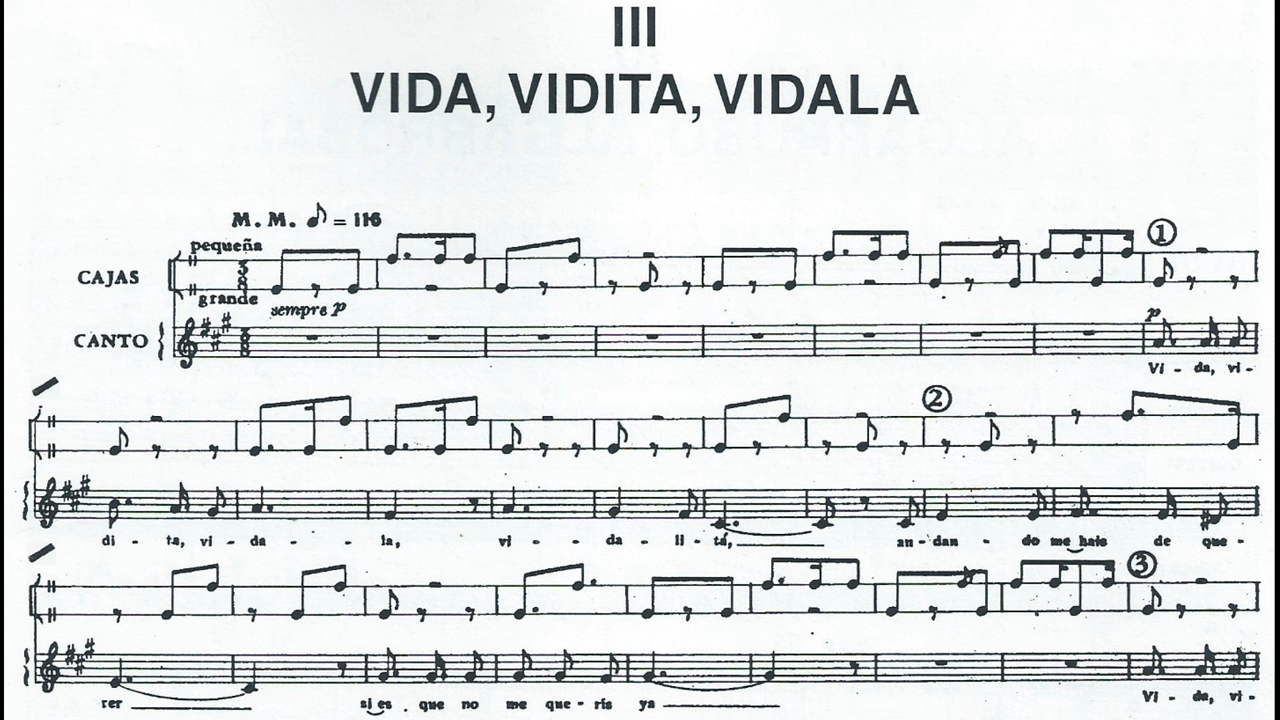 III
VIDA, VIDITA, VIDALA
M. M. ♪ = 116
pequeña
CAJAS
grande
sempre p
CANTO
1
p
Vi - da, vi -
2
di - ta, vi - da - la, vi - da - li - tá, an - dan - do me hais de que -
3
rer si es que no me que - rís ya Vi - da, vi -